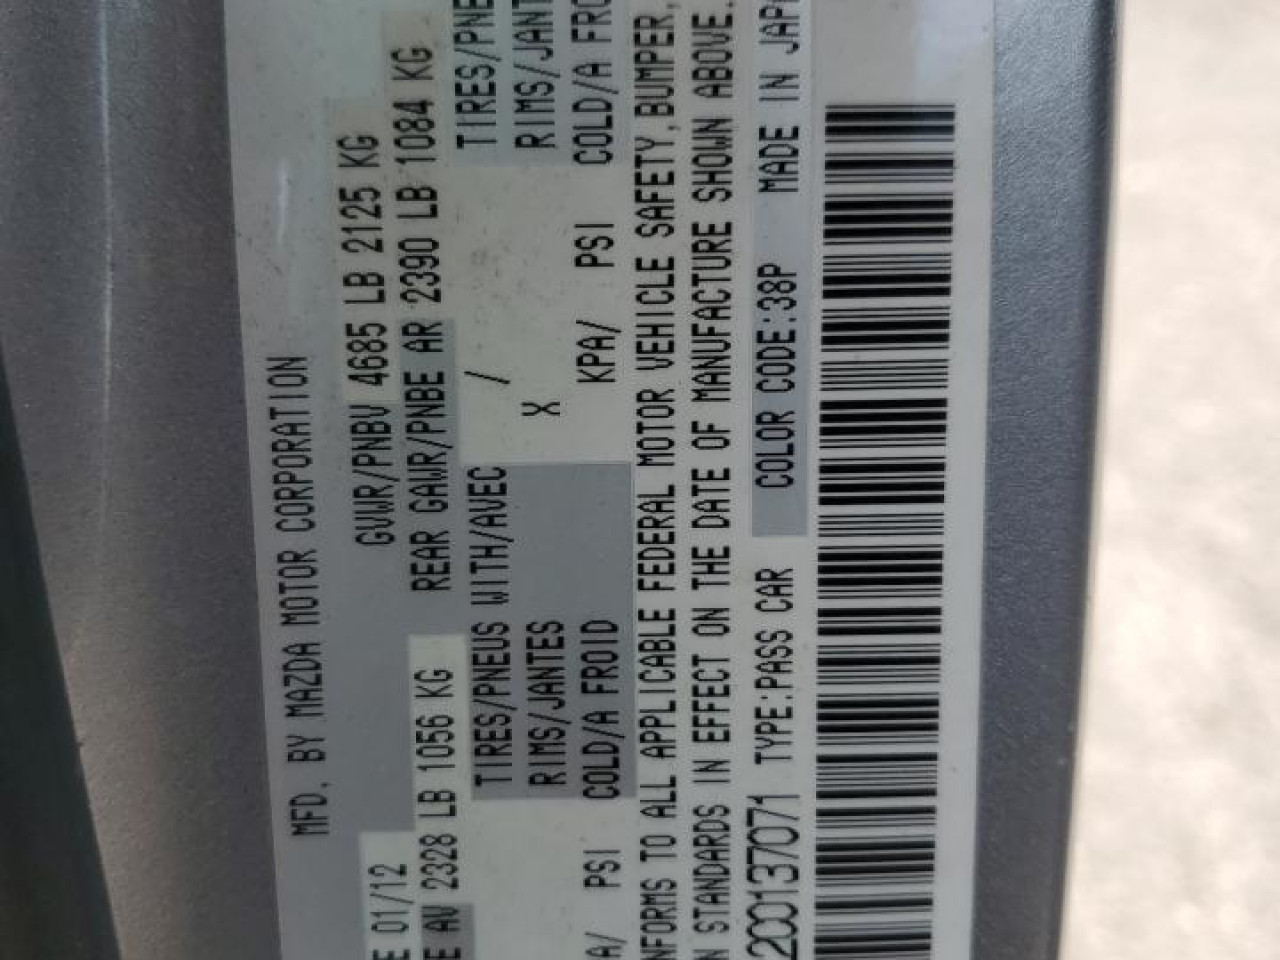 MFD. BY MAZDA MOTOR CORPORATION
E 01/12 GVWR/PNBV 4685 LB 2125 KG
E AV 2328 LB 1056 KG REAR GAWR/PNBE AR 2390 LB 1084 KG
TIRES/PNEUS WITH/AVEC / TIRES/PNE
RIMS/JANTES X RIMS/JANT
A/ PSI COLD/A FROID KPA/ PSI COLD/A FRO
NFORMS TO ALL APPLICABLE FEDERAL MOTOR VEHICLE SAFETY,BUMPER,
N STANDARDS IN EFFECT ON THE DATE OF MANUFACTURE SHOWN ABOVE.
200137071 TYPE:PASS CAR COLOR CODE:38P MADE IN JAP